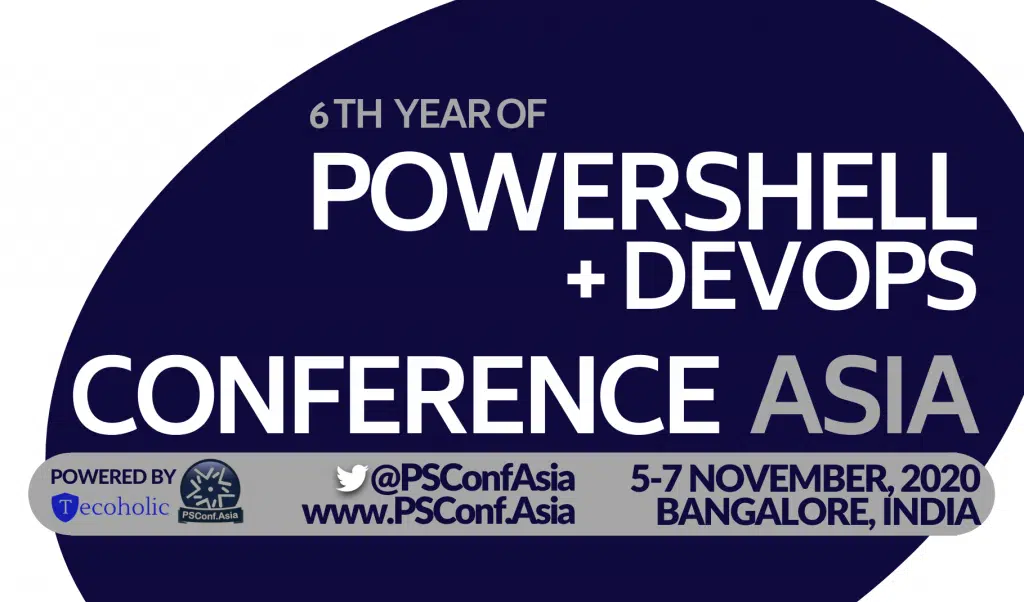 6 TH YEAR OF
POWERSHELL
+ DEVOPS
CONFERENCE ASIA
POWERED BY
Tecoholic
PSConf.Asia
@PSConfAsia
www.PSConf.Asia
5-7 NOVEMBER, 2020
BANGALORE, INDIA